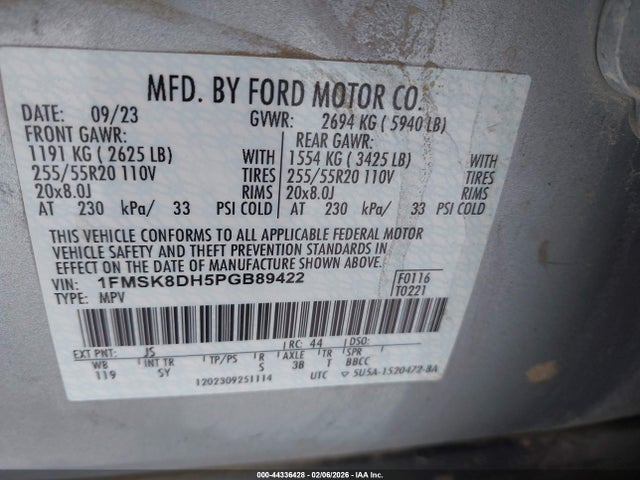 MFD. BY FORD MOTOR CO.
DATE: 09/23 GVWR: 2694 KG ( 5940 LB)
FRONT GAWR: REAR GAWR:
1191 KG ( 2625 LB) WITH 1554 KG ( 3425 LB) WITH
255/55R20 110V TIRES 255/55R20 110V TIRES
20x8.0J RIMS 20x8.0J RIMS
AT 230 kPa/ 33 PSI COLD AT 230 kPa/ 33 PSI COLD
THIS VEHICLE CONFORMS TO ALL APPLICABLE FEDERAL MOTOR
VEHICLE SAFETY AND THEFT PREVENTION STANDARDS IN
EFFECT ON THE DATE OF MANUFACTURE SHOWN ABOVE.
VIN: 1FMSK8DH5PGB89422 F0116
TYPE: MPV T0221
EXT PNT: JS RC: 44 DSO:
WB INT TR TP/PS R AXLE TR SPR
119 SY S 3B T BBCC
1202309251114 UTC ▽ 5U5A-1520472-8A
000-44336428 - 02/06/2026 - IAA Inc.